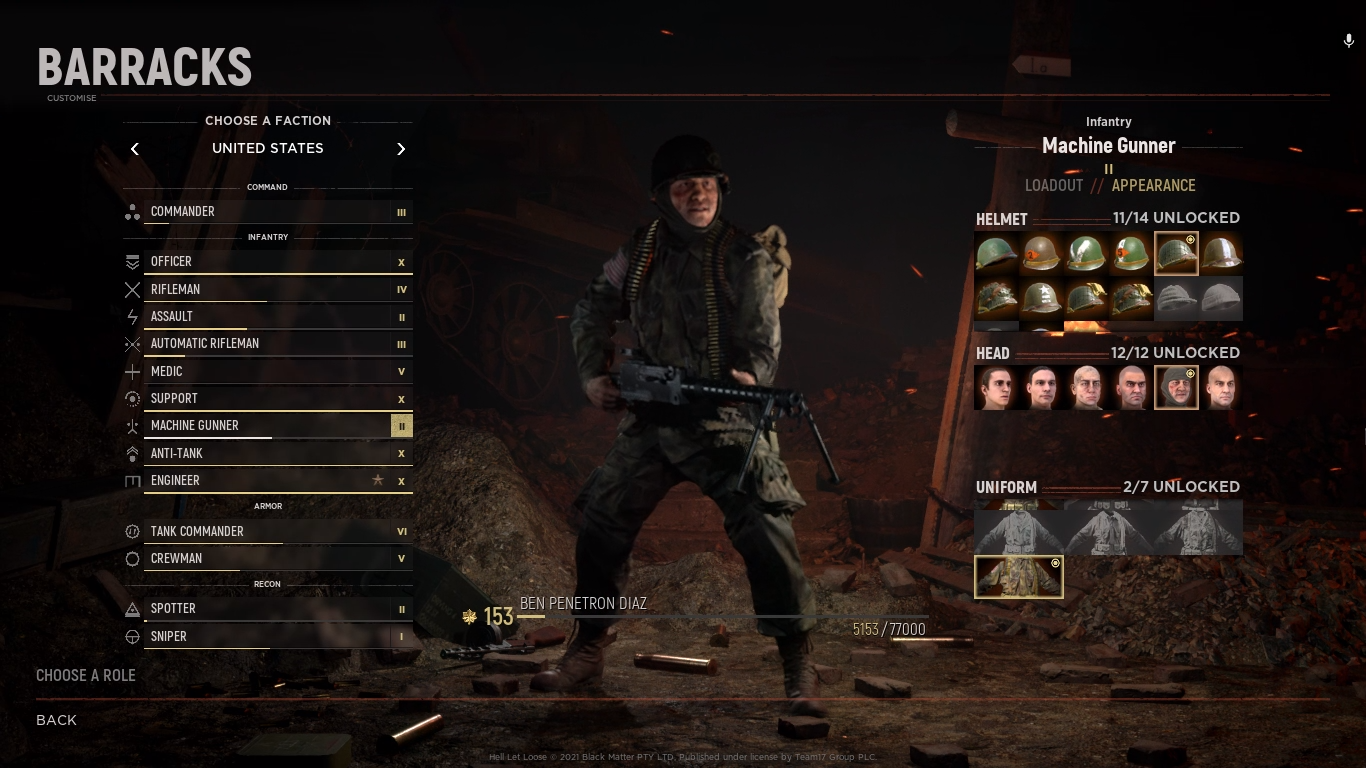 BARRACKS
CUSTOMISE
CHOOSE A FACTION
UNITED STATES
COMMAND
COMMANDER III
INFANTRY
OFFICER X
RIFLEMAN IV
ASSAULT II
AUTOMATIC RIFLEMAN III
MEDIC V
SUPPORT X
MACHINE GUNNER II
ANTI-TANK X
ENGINEER X
ARMOR
TANK COMMANDER VI
CREWMAN V
RECON
SPOTTER II
SNIPER I
CHOOSE A ROLE
BACK
153 BEN PENETRON DIAZ
5153/77000
Infantry
Machine Gunner
II
LOADOUT // APPEARANCE
HELMET 11/14 UNLOCKED
HEAD 12/12 UNLOCKED
UNIFORM 2/7 UNLOCKED
Hell Let Loose © 2021 Black Matter PTY LTD. Published under license by Team17 Group PLC.